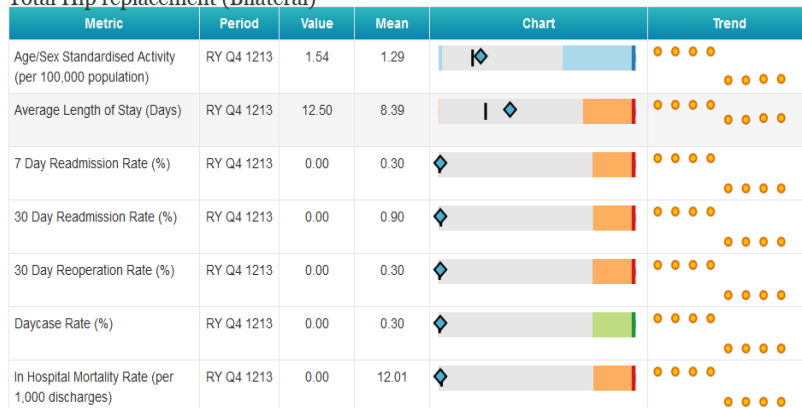 Total Hip replacement (Bilateral)
Metric Period Value Mean Chart Trend
Age/Sex Standardised Activity
(per 100,000 population) RY Q4 1213 1.54 1.29
Average Length of Stay (Days) RY Q4 1213 12.50 8.39
7 Day Readmission Rate (%) RY Q4 1213 0.00 0.30
30 Day Readmission Rate (%) RY Q4 1213 0.00 0.90
30 Day Reoperation Rate (%) RY Q4 1213 0.00 0.30
Daycase Rate (%) RY Q4 1213 0.00 0.30
In Hospital Mortality Rate (per
1,000 discharges) RY Q4 1213 0.00 12.01